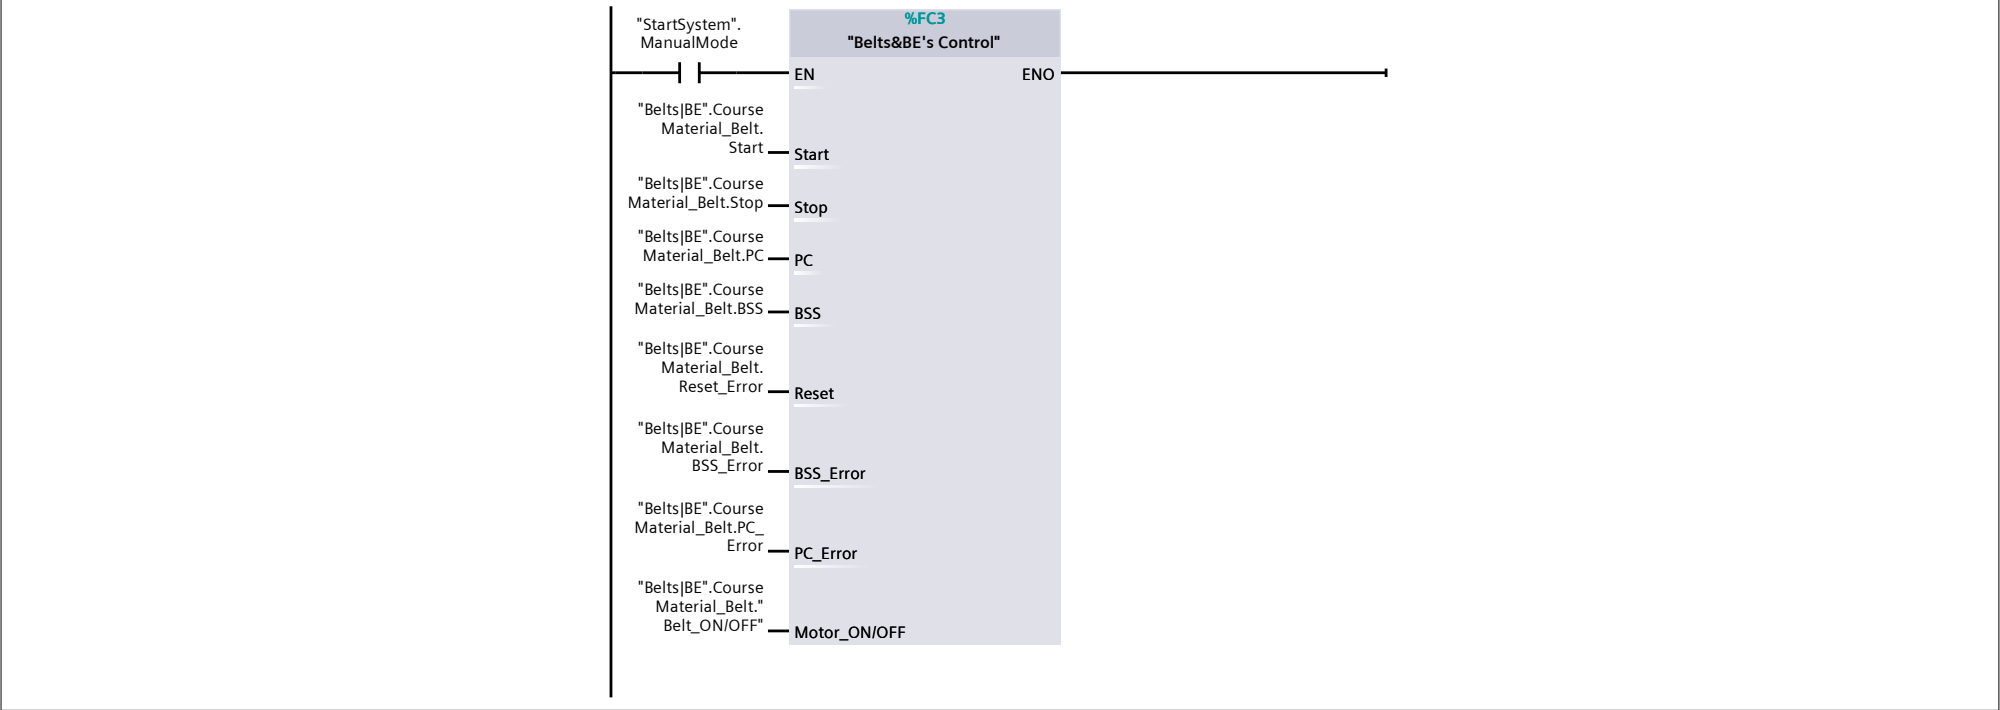 "StartSystem".
ManualMode
%FC3
"Belts&BE's Control"
EN
ENO
"Belts|BE".Course
Material_Belt.
Start
Start
"Belts|BE".Course
Material_Belt.Stop
Stop
"Belts|BE".Course
Material_Belt.PC
PC
"Belts|BE".Course
Material_Belt.BSS
BSS
"Belts|BE".Course
Material_Belt.
Reset_Error
Reset
"Belts|BE".Course
Material_Belt.
BSS_Error
BSS_Error
"Belts|BE".Course
Material_Belt.PC_
Error
PC_Error
"Belts|BE".Course
Material_Belt."
Belt_ON/OFF"
Motor_ON/OFF